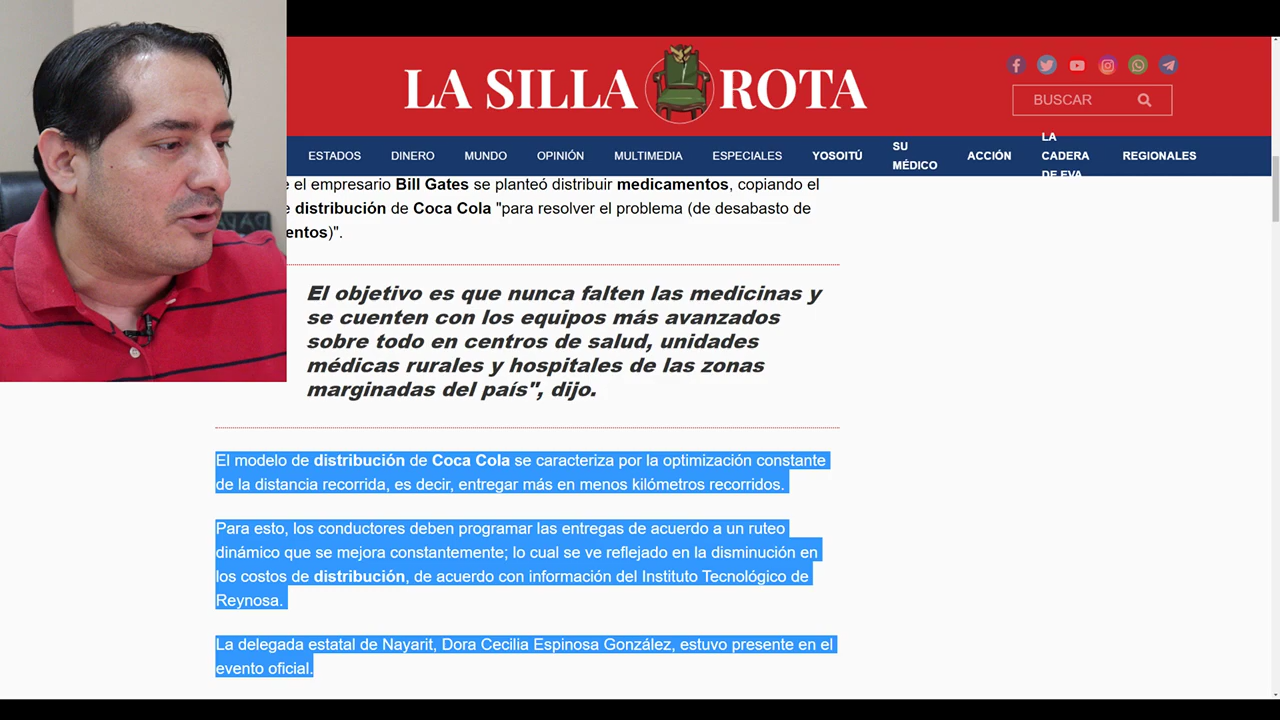 LA SILLA ROTA
BUSCAR
ESTADOS DINERO MUNDO OPINIÓN MULTIMEDIA ESPECIALES YOSOITÚ SU MÉDICO ACCIÓN LA CADERA DE EVA REGIONALES
e el empresario Bill Gates se planteó distribuir medicamentos, copiando el
e distribución de Coca Cola "para resolver el problema (de desabasto de
entos)".
El objetivo es que nunca falten las medicinas y
se cuenten con los equipos más avanzados
sobre todo en centros de salud, unidades
médicas rurales y hospitales de las zonas
marginadas del país", dijo.
El modelo de distribución de Coca Cola se caracteriza por la optimización constante
de la distancia recorrida, es decir, entregar más en menos kilómetros recorridos.
Para esto, los conductores deben programar las entregas de acuerdo a un ruteo
dinámico que se mejora constantemente; lo cual se ve reflejado en la disminución en
los costos de distribución, de acuerdo con información del Instituto Tecnológico de
Reynosa.
La delegada estatal de Nayarit, Dora Cecilia Espinosa González, estuvo presente en el
evento oficial.